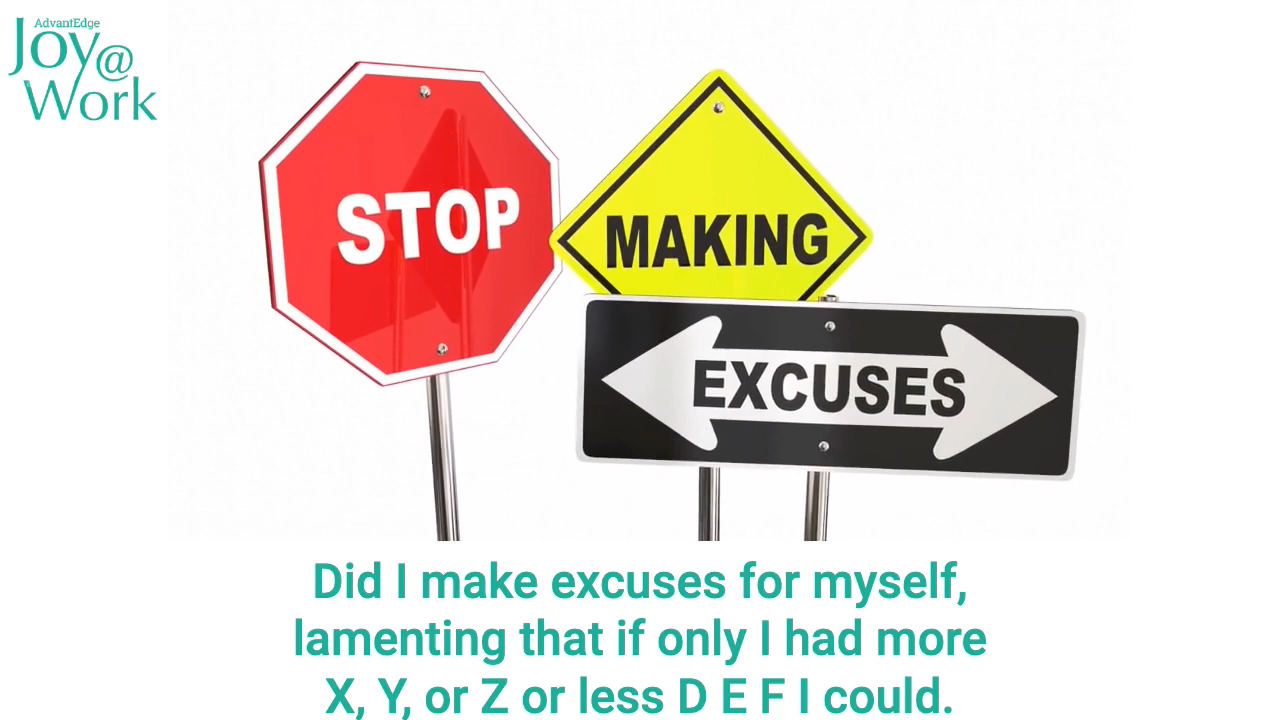 AdvantEdge
Joy@
Work
STOP
MAKING
EXCUSES
Did I make excuses for myself,
lamenting that if only I had more
X, Y, or Z or less D E F I could.